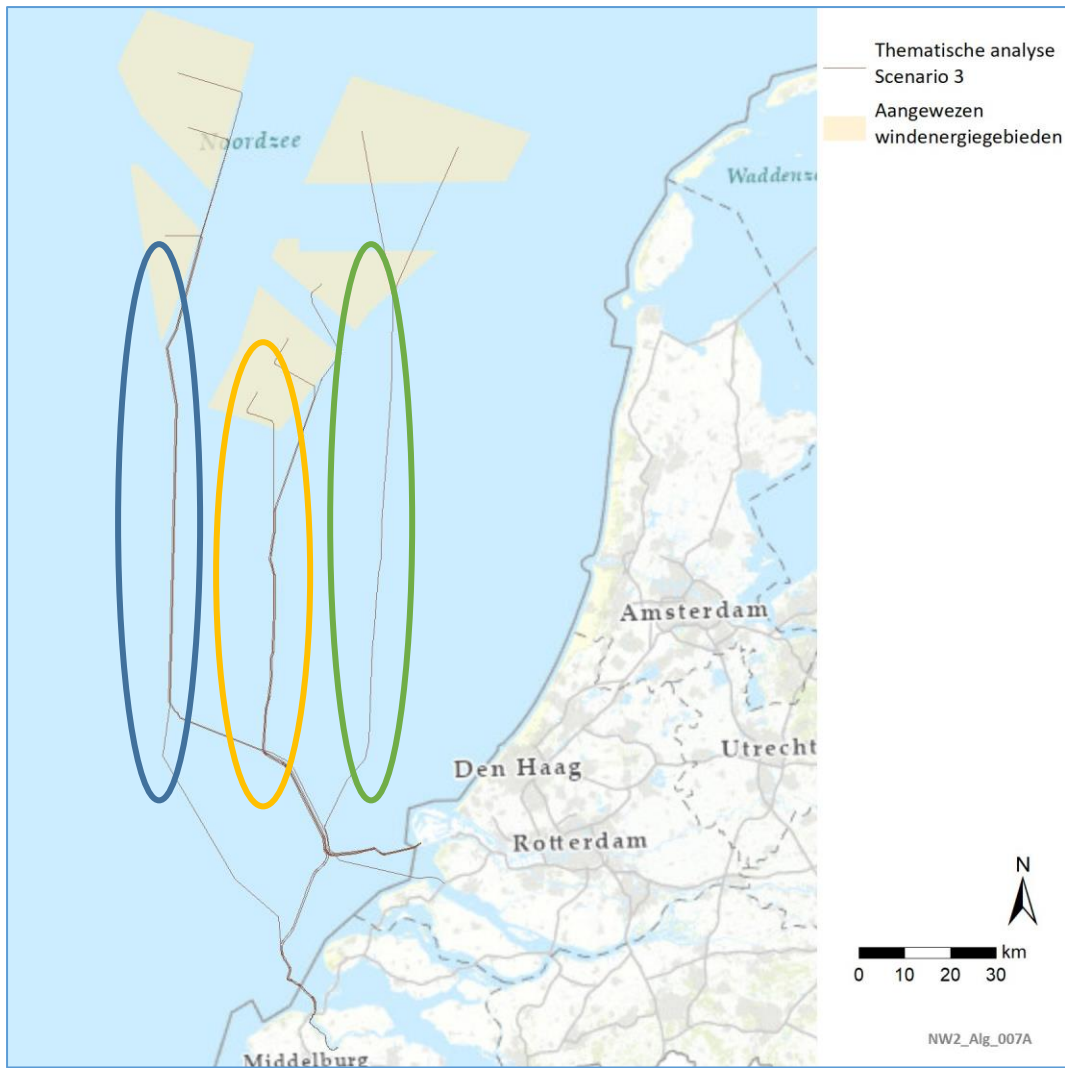 Thematische analyse
Scenario 3
Aangewezen
windenergiegebieden
Noordzee
Waddenze
Amsterdam
Utrecht
Den Haag
Rotterdam
Middelburg
N
km
0 10 20 30
NW2_Alg_007A